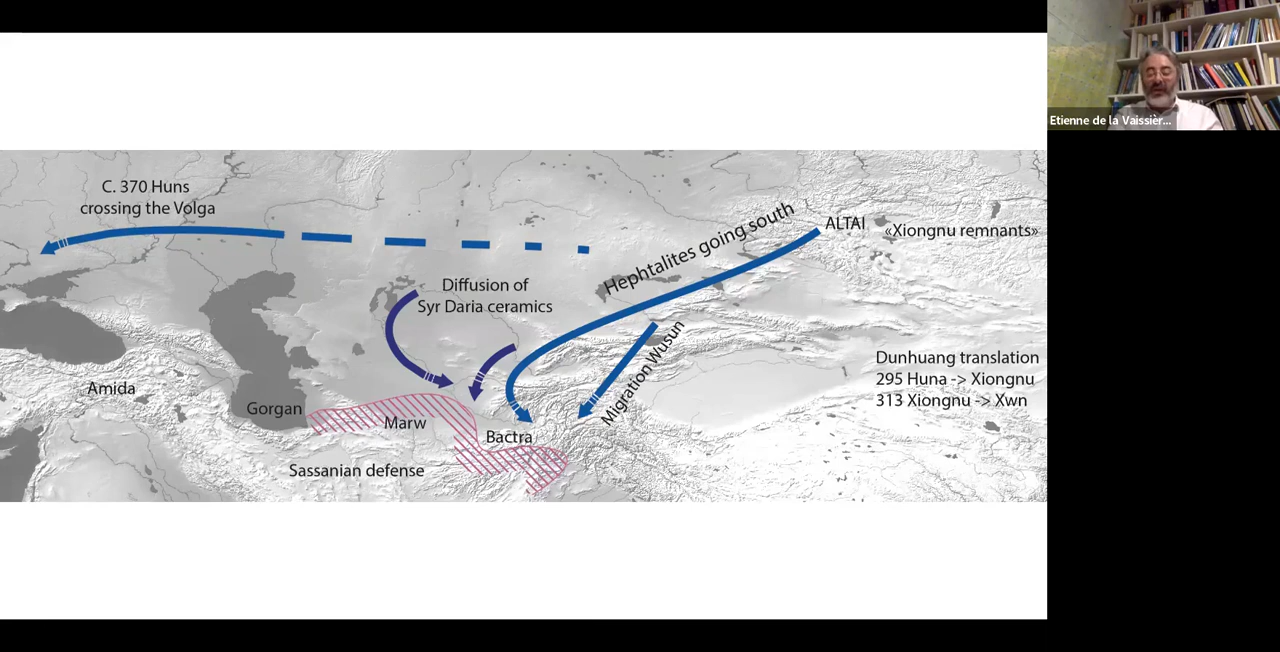 Etienne de la Vaissièr...
C. 370 Huns
crossing the Volga
Hephtalites going south
ALTAI
«Xiongnu remnants»
Diffusion of
Syr Daria ceramics
Migration Wusun
Dunhuang translation
295 Huna -> Xiongnu
313 Xiongnu -> Xwn
Amida
Gorgan
Marw
Bactra
Sassanian defense